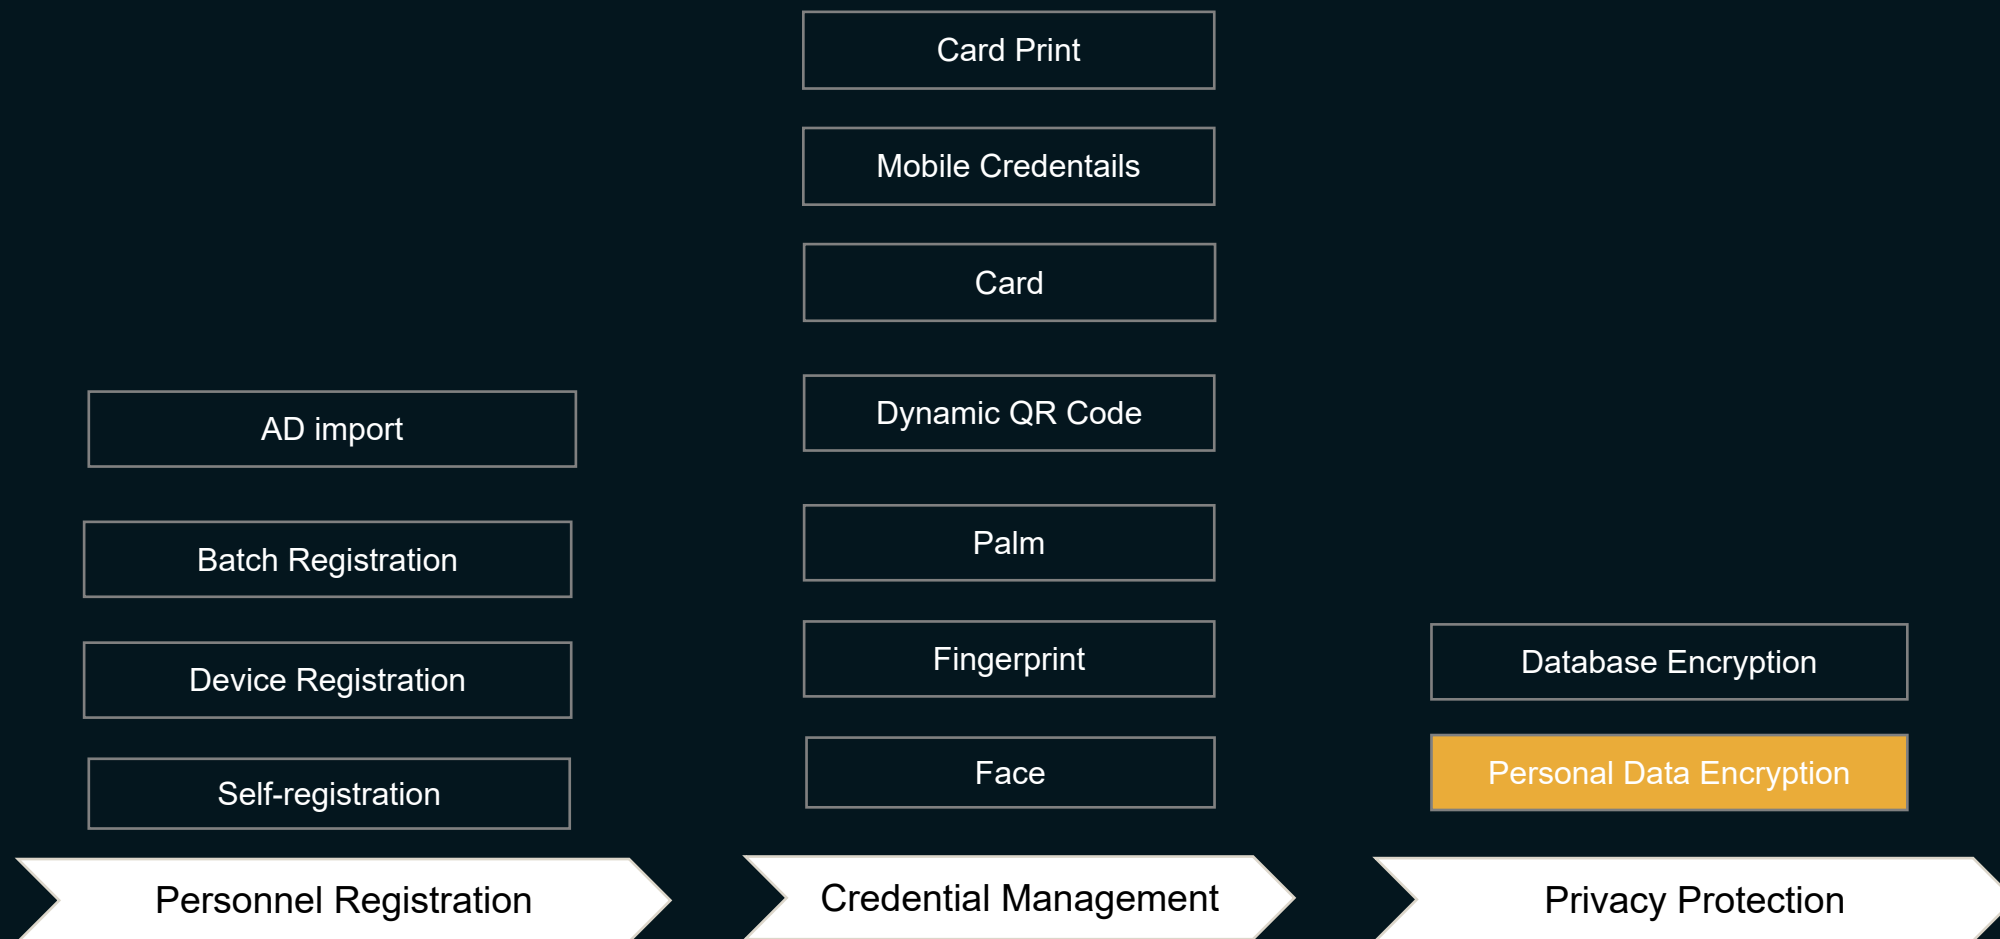 Card Print
Mobile Credentails
Card
Dynamic QR Code
Palm
Fingerprint
Face
AD import
Batch Registration
Device Registration
Self-registration
Database Encryption
Personal Data Encryption
Personnel Registration
Credential Management
Privacy Protection